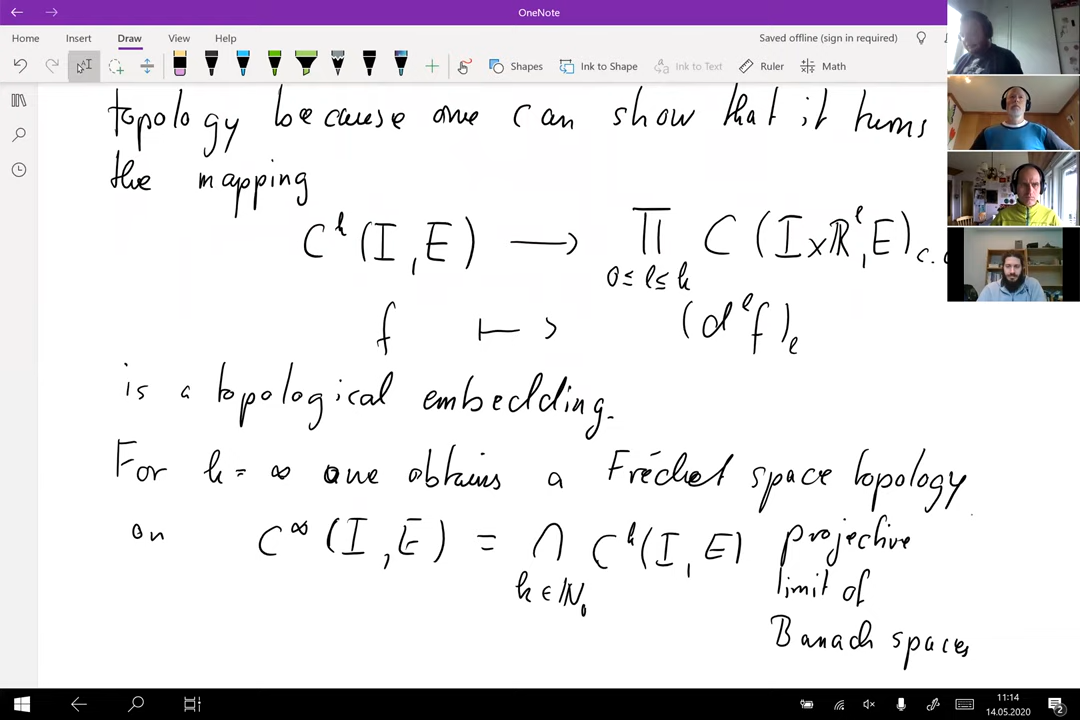 OneNote
Home Insert Draw View Help Saved offline (sign in required)
Shapes Ink to Shape Ink to Text Ruler Math
topology because one can show that it turns
the mapping
C^k (I, E) ⟶ ∏_{0≤l≤k} C (I×ℝ^l, E)_{c.
f ⟼ (d^l f)_l
is a topological embedding.
For k = ∞ one obtains a Fréchet space topology
on C^∞ (I, E) = ∩_{k∈ℕ_0} C^k (I, E) projective
limit of
Banach spaces
11:14
14.05.2020
2